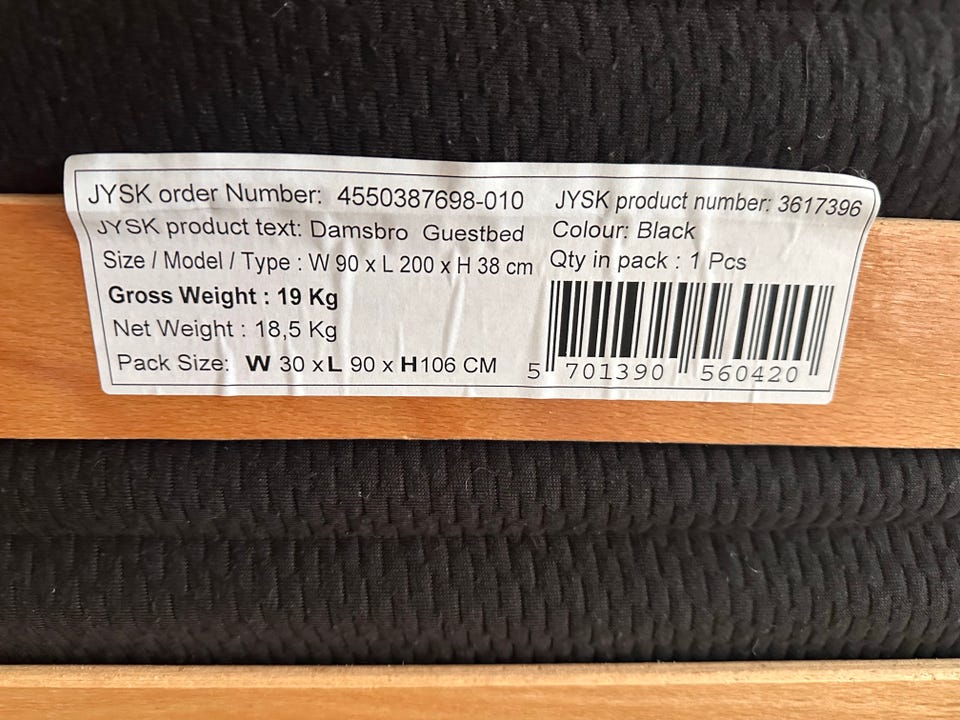 JYSK order Number: 4550387698-010
JYSK product number: 3617396
JYSK product text: Damsbro Guestbed
Colour: Black
Size / Model / Type : W 90 x L 200 x H 38 cm
Qty in pack : 1 Pcs
Gross Weight : 19 Kg
Net Weight : 18,5 Kg
Pack Size: W 30 xL 90 x H106 CM
5 701390 560420